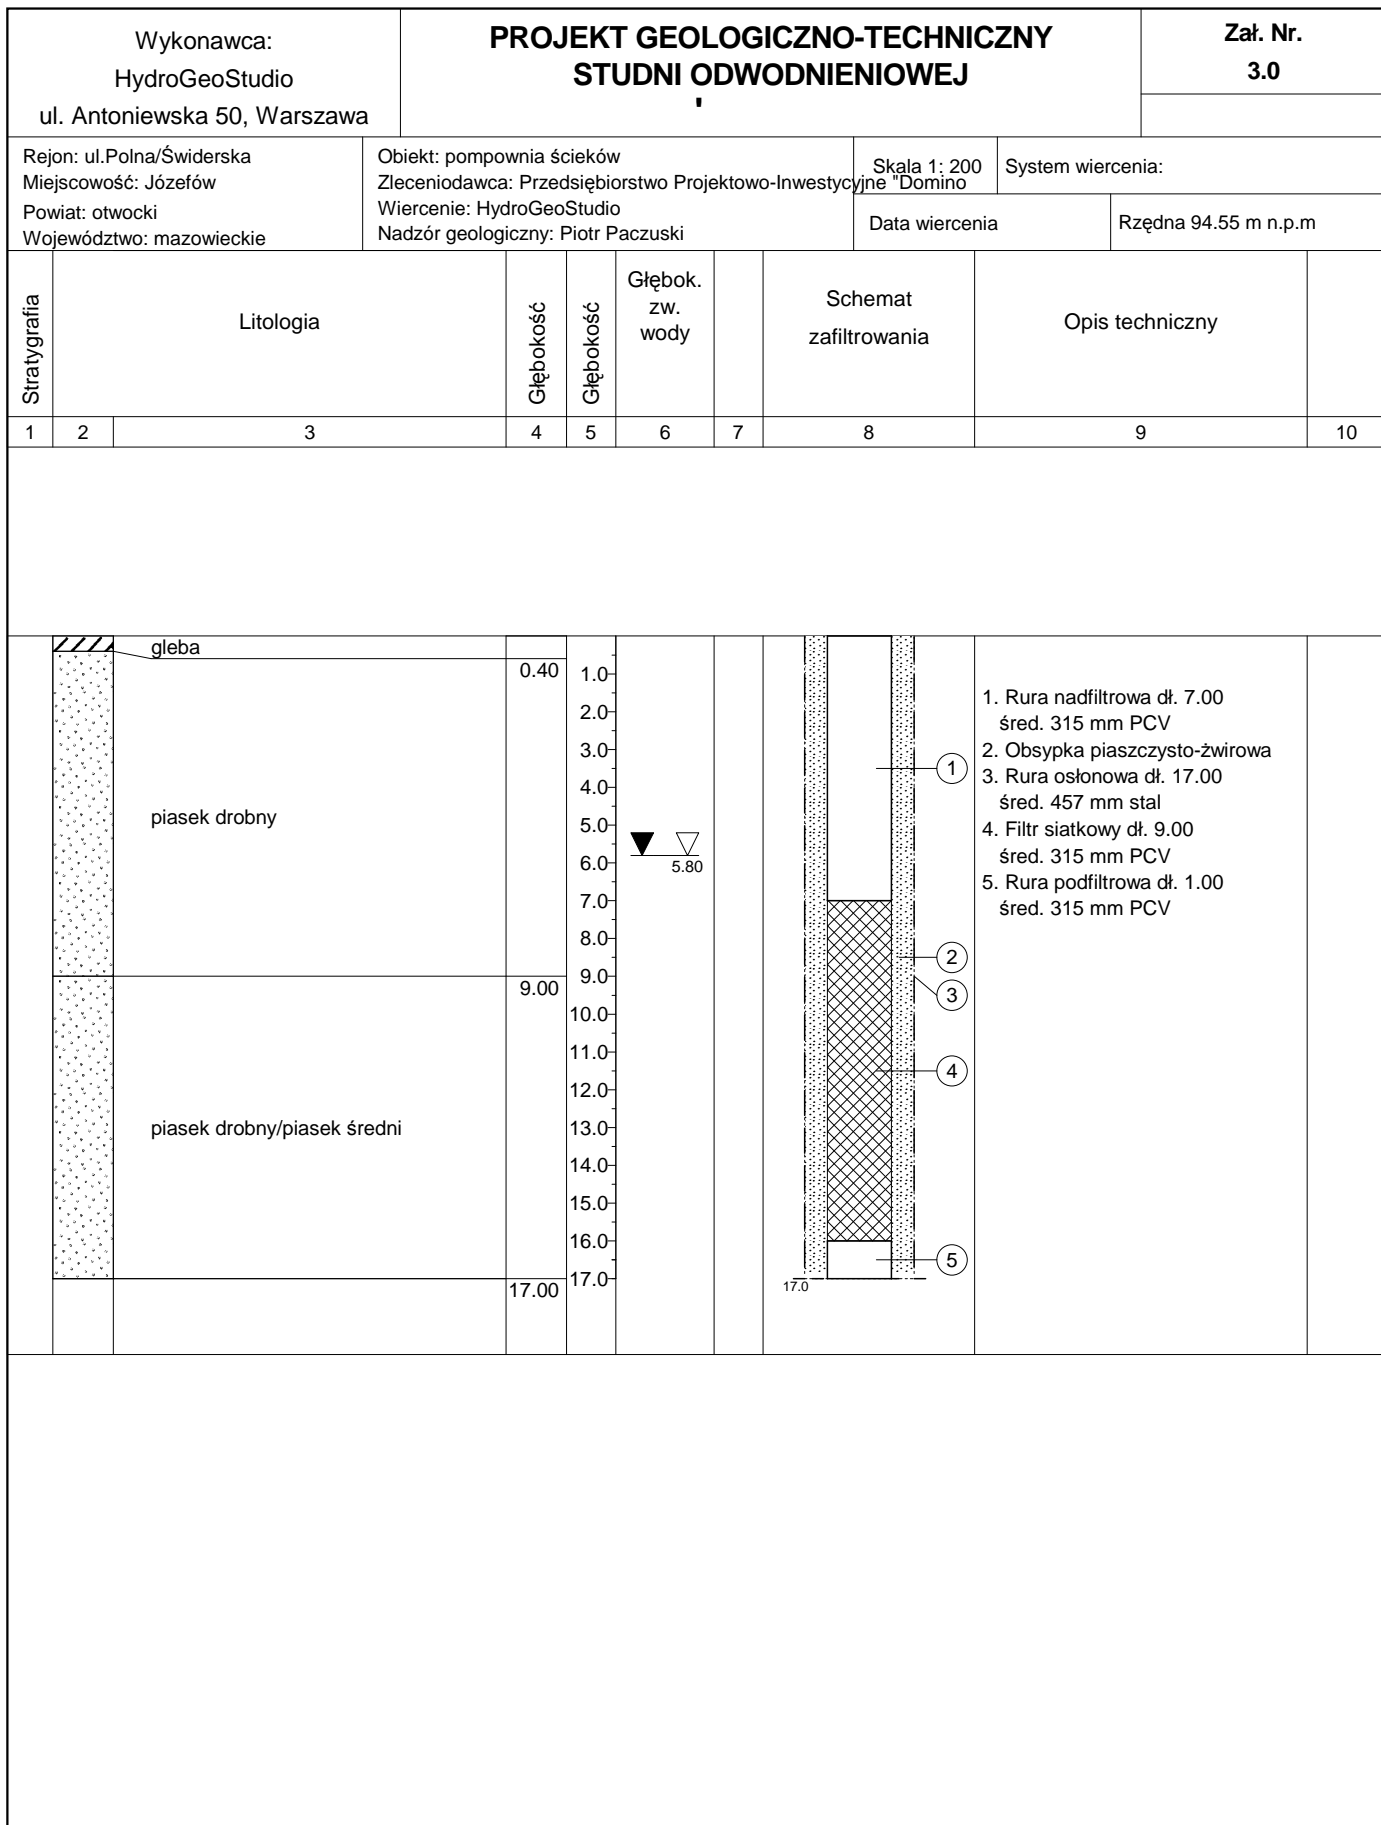 Wykonawca:
HydroGeoStudio
ul. Antoniewska 50, Warszawa
PROJEKT GEOLOGICZNO-TECHNICZNY
STUDNI ODWODNIENIOWEJ
'
Zał. Nr.
3.0
Rejon: ul.Polna/Świderska
Miejscowość: Józefów
Powiat: otwocki
Województwo: mazowieckie
Obiekt: pompownia ścieków
Zleceniodawca: Przedsiębiorstwo Projektowo-Inwestycyjne "Domino
Wiercenie: HydroGeoStudio
Nadzór geologiczny: Piotr Paczuski
Skala 1: 200
System wiercenia:
Data wiercenia
Rzędna 94.55 m n.p.m
Stratygrafia
Litologia
Głębokość
Głębokość
Głębok.
zw.
wody
Schemat
zafiltrowania
Opis techniczny
1 2 3 4 5 6 7 8 9 10
gleba
0.40
piasek drobny
9.00
piasek drobny/piasek średni
17.00
1.0
2.0
3.0
4.0
5.0
6.0
7.0
8.0
9.0
10.0
11.0
12.0
13.0
14.0
15.0
16.0
17.0
5.80
1
2
3
4
5
17.0
1. Rura nadfiltrowa dł. 7.00
śred. 315 mm PCV
2. Obsypka piaszczysto-żwirowa
3. Rura osłonowa dł. 17.00
śred. 457 mm stal
4. Filtr siatkowy dł. 9.00
śred. 315 mm PCV
5. Rura podfiltrowa dł. 1.00
śred. 315 mm PCV